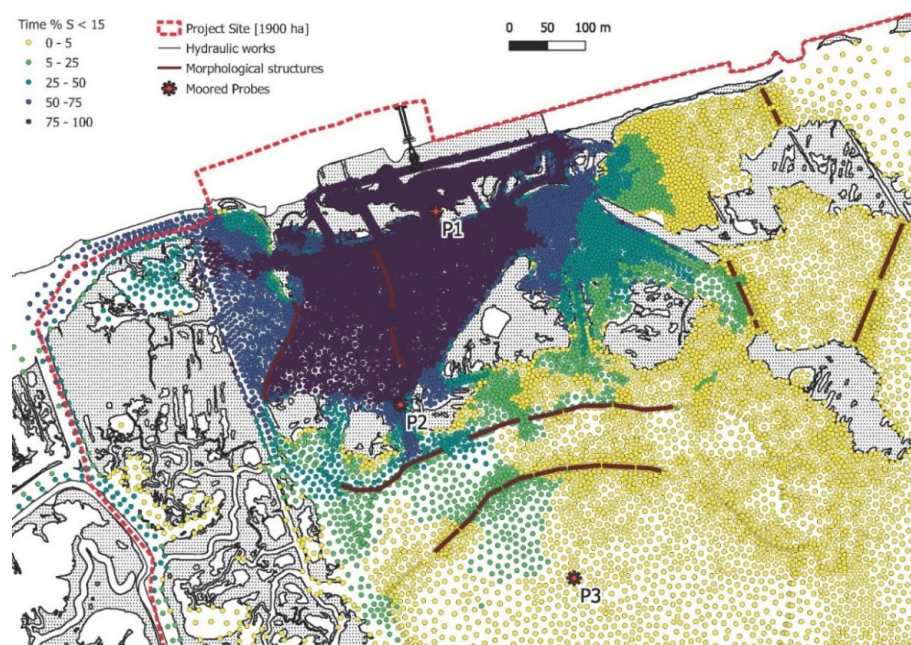 Time % S < 15
0 - 5
5 - 25
25 - 50
50 -75
75 - 100
Project Site [1900 ha]
Hydraulic works
Morphological structures
Moored Probes
0 50 100 m
P1
P2
P3